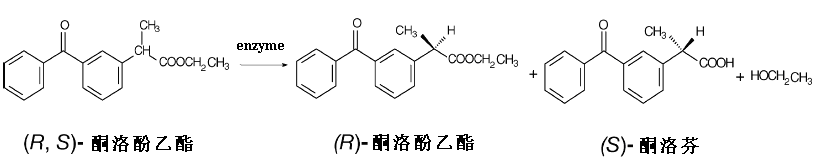 O
CH3
CH
COOCH2CH3
enzyme
O
CH3
H
COOCH2CH3
+
O
CH3
H
COOH
+ HOCH2CH3
(R, S)- 酮洛酚乙酯
(R)- 酮洛酚乙酯
(S)- 酮洛芬